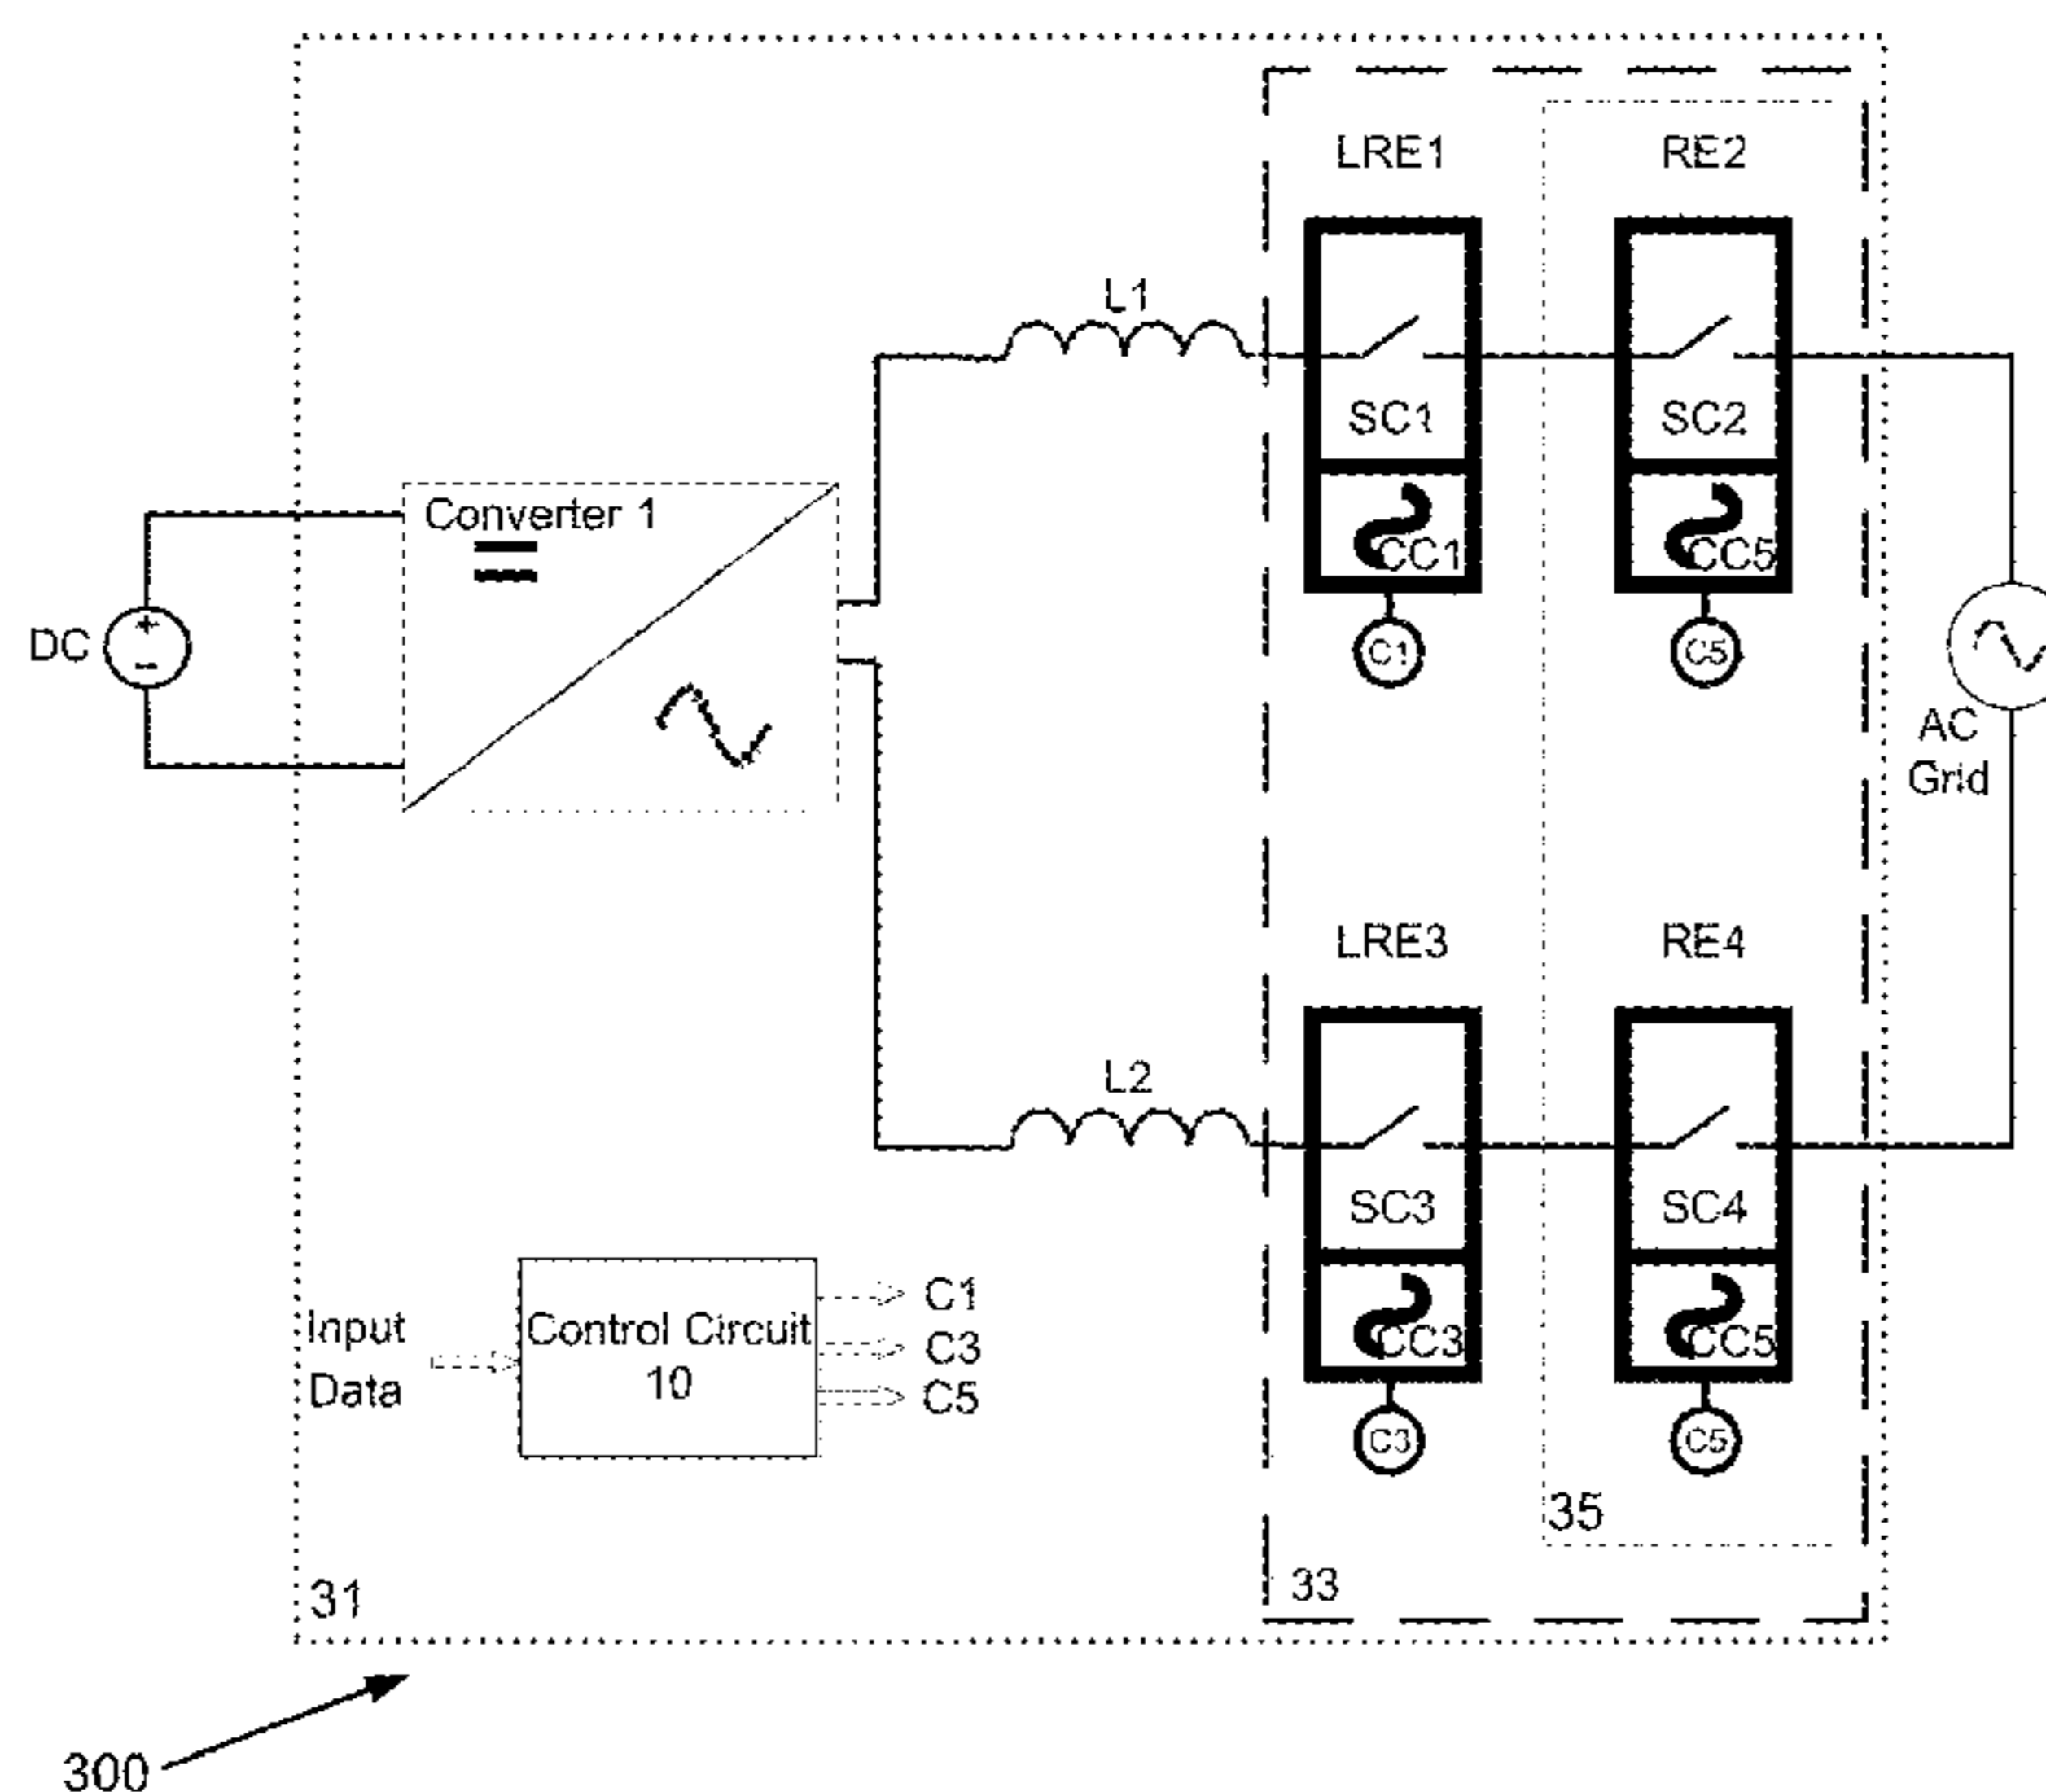 LRE1
RE2
L1
SC1
SC2
Converter 1
CC1
CC5
DC
+
-
C1
C5
AC
Grid
LRE3
RE4
L2
SC3
SC4
Input
Data
Control Circuit
10
C1
C3
C5
CC3
CC5
C3
C5
35
33
31
300